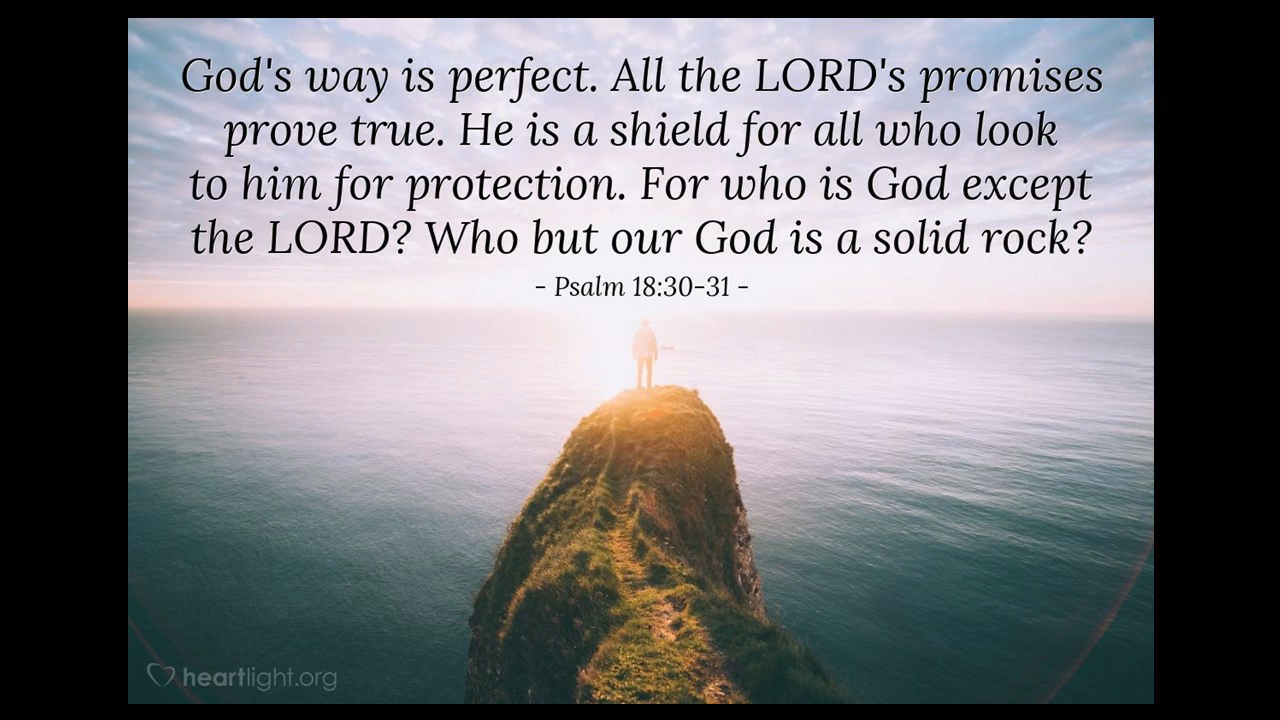 God's way is perfect. All the LORD's promises
prove true. He is a shield for all who look
to him for protection. For who is God except
the LORD? Who but our God is a solid rock?
- Psalm 18:30-31 -
heartlight.org